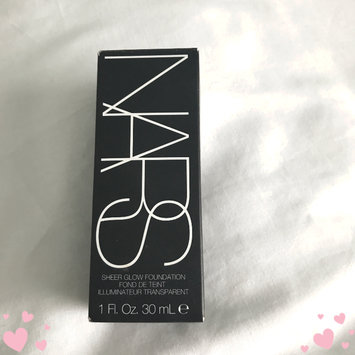 NARS
SHEER GLOW FOUNDATION
FOND DE TEINT
ILLUMINATEUR TRANSPARENT
1 Fl. Oz. 30 mL ℮